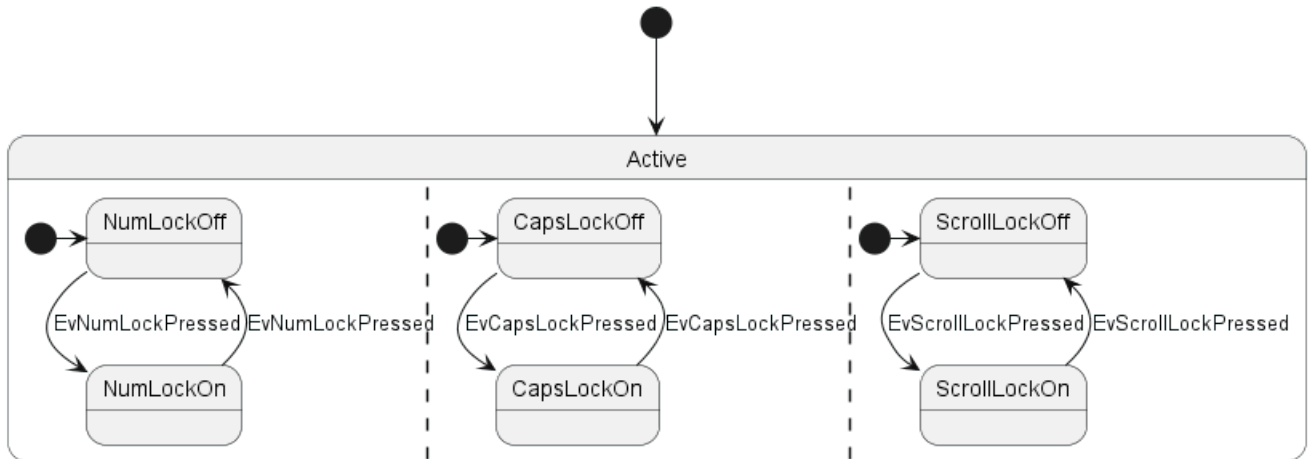 Active
NumLockOff
CapsLockOff
ScrollLockOff
EvNumLockPressed
EvNumLockPressed
EvCapsLockPressed
EvCapsLockPressed
EvScrollLockPressed
EvScrollLockPressed
NumLockOn
CapsLockOn
ScrollLockOn